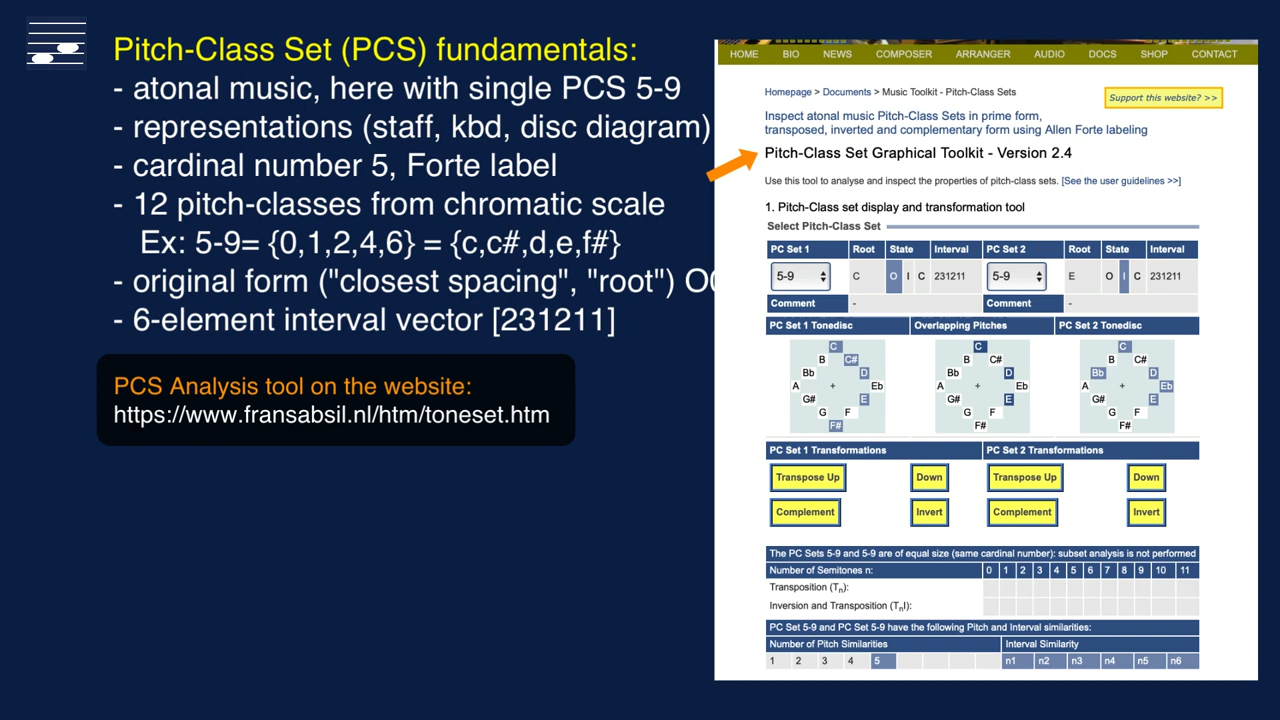 Pitch-Class Set (PCS) fundamentals:
- atonal music, here with single PCS 5-9
- representations (staff, kbd, disc diagram)
- cardinal number 5, Forte label
- 12 pitch-classes from chromatic scale
Ex: 5-9= {0,1,2,4,6} = {c,c#,d,e,f#}
- original form ("closest spacing", "root") O
- 6-element interval vector [231211]
PCS Analysis tool on the website:
https://www.fransabsil.nl/htm/toneset.htm
HOME BIO NEWS COMPOSER ARRANGER AUDIO DOCS SHOP CONTACT
Homepage > Documents > Music Toolkit - Pitch-Class Sets
Support this website? >>
Inspect atonal music Pitch-Class Sets in prime form,
transposed, inverted and complementary form using Allen Forte labeling
Pitch-Class Set Graphical Toolkit - Version 2.4
Use this tool to analyse and inspect the properties of pitch-class sets. [See the user guidelines >>]
1. Pitch-Class set display and transformation tool
Select Pitch-Class Set
PC Set 1 Root State Interval PC Set 2 Root State Interval
5-9 C O I C 231211 5-9 E O I C 231211
Comment - Comment -
PC Set 1 Tonedisc Overlapping Pitches PC Set 2 Tonedisc
C C C
B C# B C# B C#
Bb D Bb D Bb D
A + Eb A + Eb A + Eb
G# E G# E G# E
G F G F G F
F# F# F#
PC Set 1 Transformations PC Set 2 Transformations
Transpose Up Down Transpose Up Down
Complement Invert Complement Invert
The PC Sets 5-9 and 5-9 are of equal size (same cardinal number): subset analysis is not performed
Number of Semitones n: 0 1 2 3 4 5 6 7 8 9 10 11
Transposition (Tn):
Inversion and Transposition (TnI):
PC Set 5-9 and PC Set 5-9 have the following Pitch and Interval similarities:
Number of Pitch Similarities Interval Similarity
1 2 3 4 5 n1 n2 n3 n4 n5 n6